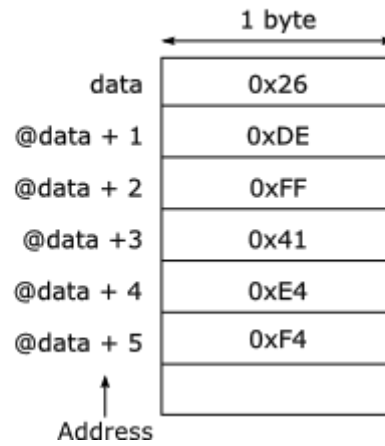 1 byte
data 0x26
@data + 1 0xDE
@data + 2 0xFF
@data +3 0x41
@data + 4 0xE4
@data + 5 0xF4
Address